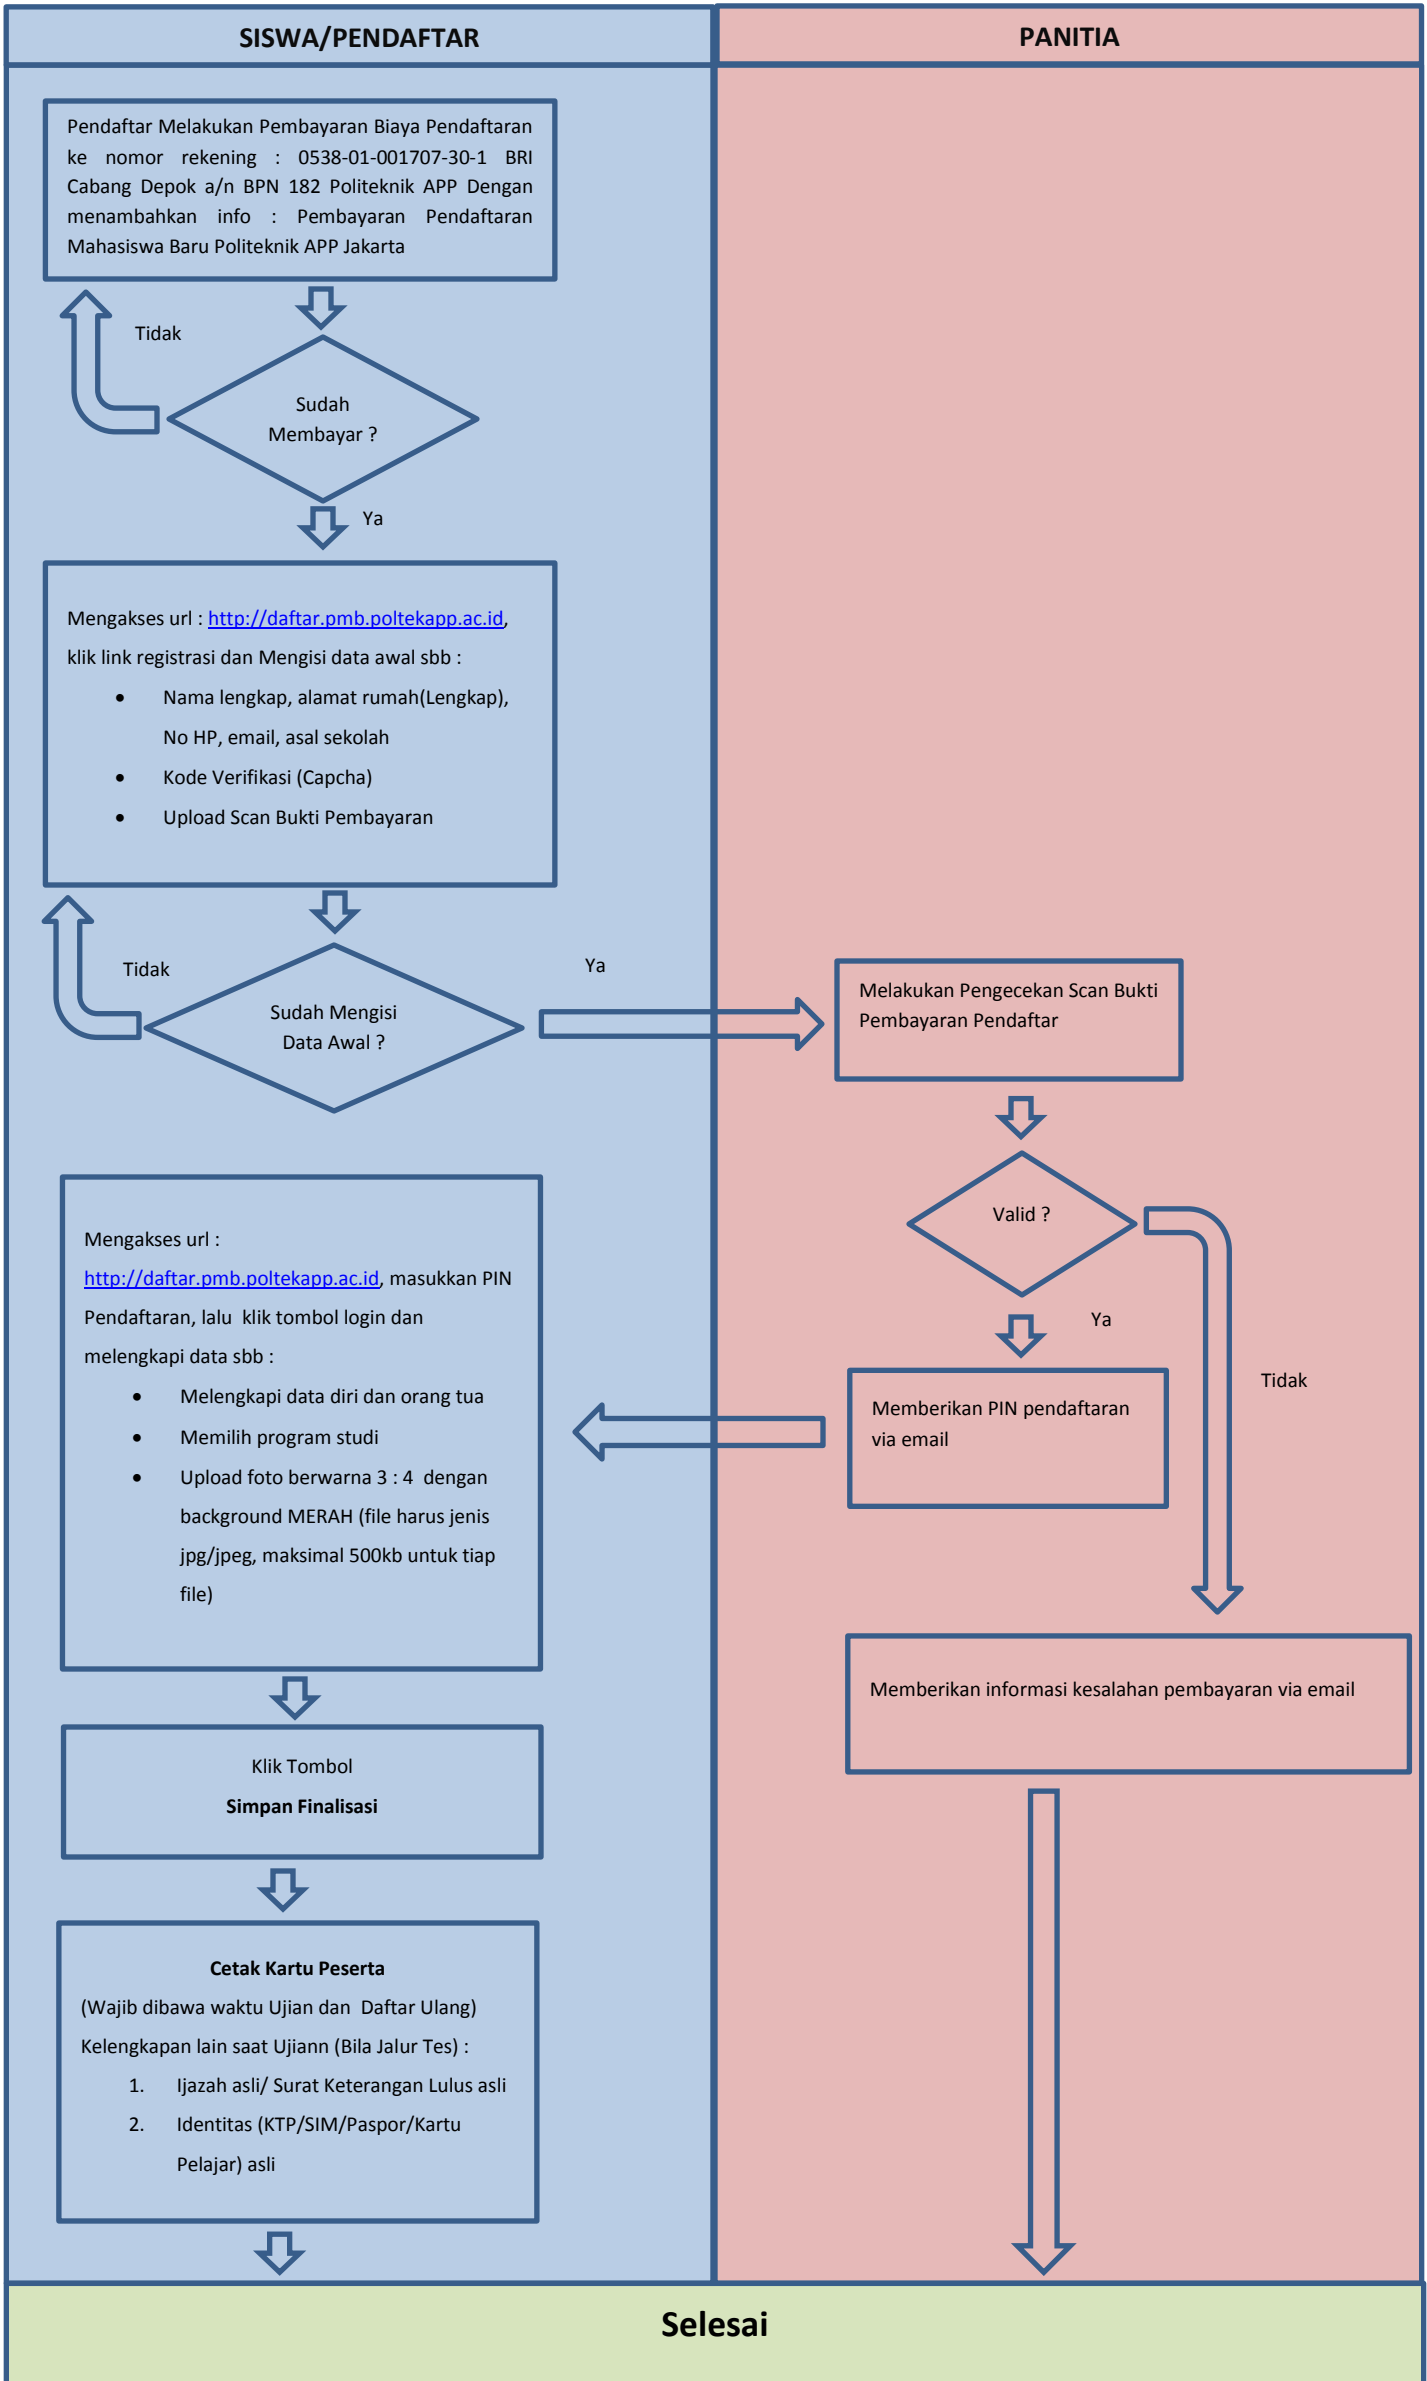 SISWA/PENDAFTAR
PANITIA
Pendaftar Melakukan Pembayaran Biaya Pendaftaran
ke nomor rekening : 0538-01-001707-30-1 BRI
Cabang Depok a/n BPN 182 Politeknik APP Dengan
menambahkan info : Pembayaran Pendaftaran
Mahasiswa Baru Politeknik APP Jakarta
Tidak
Sudah
Membayar ?
Ya
Mengakses url : http://daftar.pmb.poltekapp.ac.id,
klik link registrasi dan Mengisi data awal sbb :
• Nama lengkap, alamat rumah(Lengkap),
No HP, email, asal sekolah
• Kode Verifikasi (Capcha)
• Upload Scan Bukti Pembayaran
Tidak
Ya
Sudah Mengisi
Data Awal ?
Melakukan Pengecekan Scan Bukti
Pembayaran Pendaftar
Valid ?
Ya
Tidak
Memberikan PIN pendaftaran
via email
Mengakses url :
http://daftar.pmb.poltekapp.ac.id, masukkan PIN
Pendaftaran, lalu klik tombol login dan
melengkapi data sbb :
• Melengkapi data diri dan orang tua
• Memilih program studi
• Upload foto berwarna 3 : 4 dengan
background MERAH (file harus jenis
jpg/jpeg, maksimal 500kb untuk tiap
file)
Memberikan informasi kesalahan pembayaran via email
Klik Tombol
Simpan Finalisasi
Cetak Kartu Peserta
(Wajib dibawa waktu Ujian dan Daftar Ulang)
Kelengkapan lain saat Ujiann (Bila Jalur Tes) :
1. Ijazah asli/ Surat Keterangan Lulus asli
2. Identitas (KTP/SIM/Paspor/Kartu
Pelajar) asli
Selesai